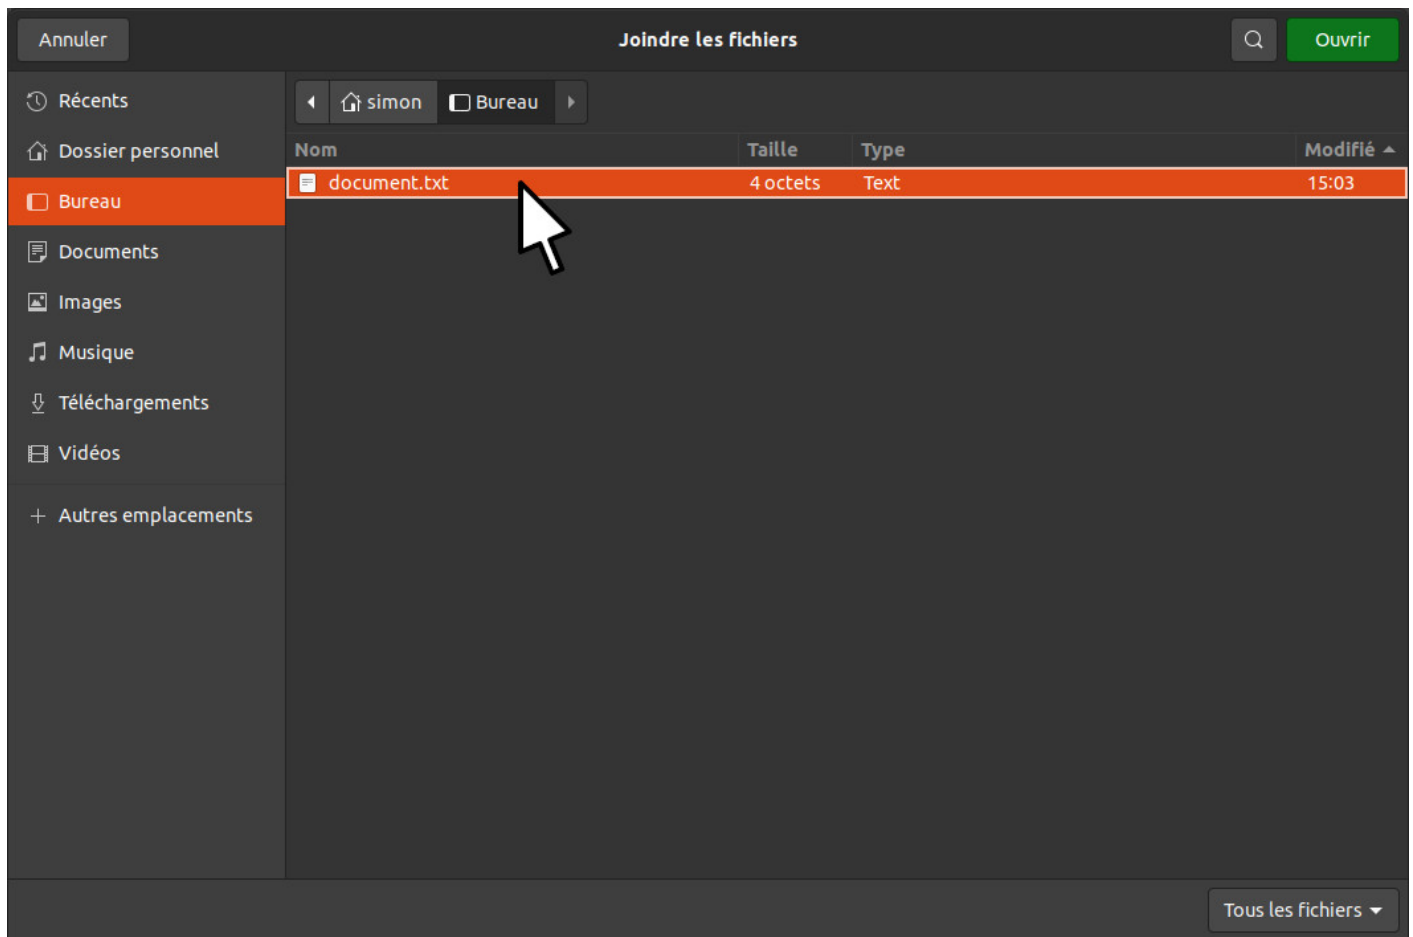 Annuler Joindre les fichiers Ouvrir
Récents
Dossier personnel
Bureau
Documents
Images
Musique
Téléchargements
Vidéos
Autres emplacements
simon Bureau
Nom Taille Type Modifié
document.txt 4 octets Text 15:03
Tous les fichiers